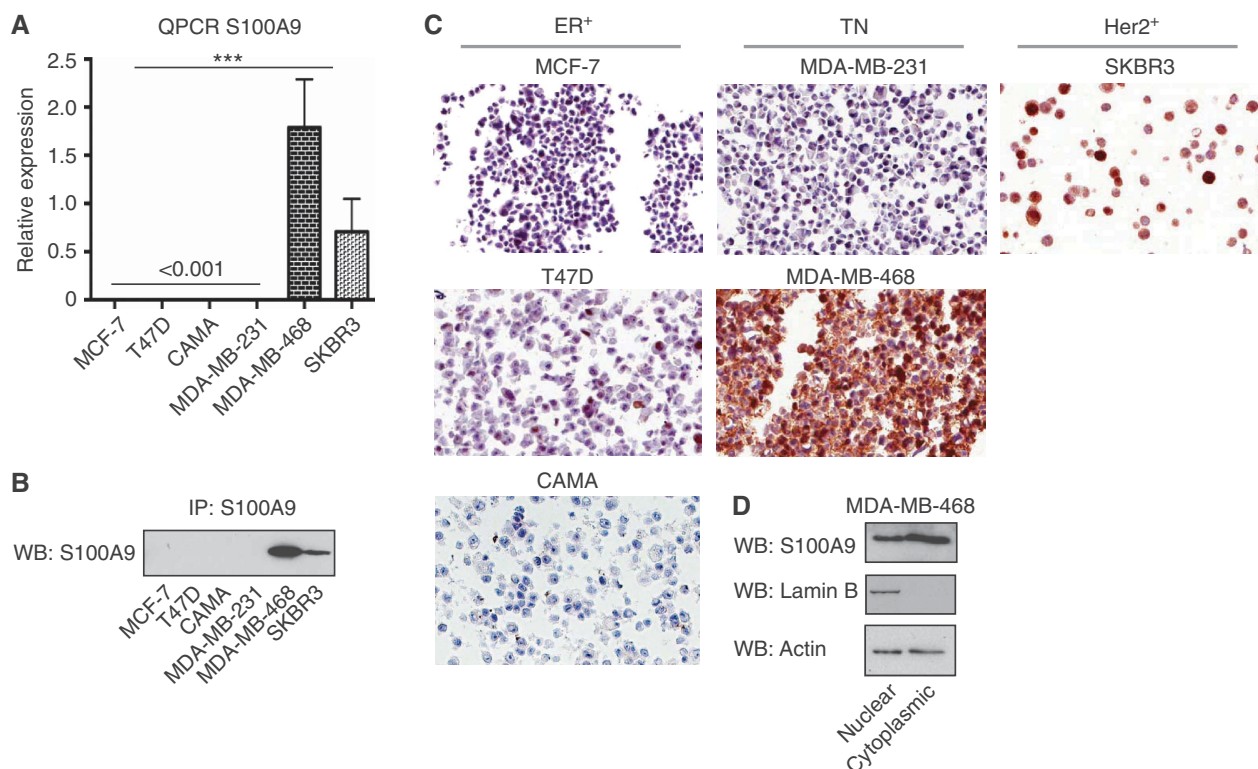 A
QPCR S100A9
Relative expression
2.5
2.0
1.5
1.0
0.5
0
***
<0.001
MCF-7
T47D
CAMA
MDA-MB-231
MDA-MB-468
SKBR3
B
IP: S100A9
WB: S100A9
MCF-7
T47D
CAMA
MDA-MB-231
MDA-MB-468
SKBR3
C
ER⁺
TN
Her2⁺
MCF-7
MDA-MB-231
SKBR3
T47D
MDA-MB-468
CAMA
D
MDA-MB-468
WB: S100A9
WB: Lamin B
WB: Actin
Nuclear
Cytoplasmic